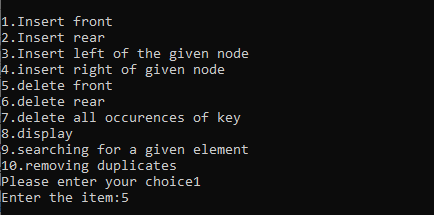 1.Insert front
2.Insert rear
3.Insert left of the given node
4.insert right of given node
5.delete front
6.delete rear
7.delete all occurences of key
8.display
9.searching for a given element
10.removing duplicates
Please enter your choice1
Enter the item:5